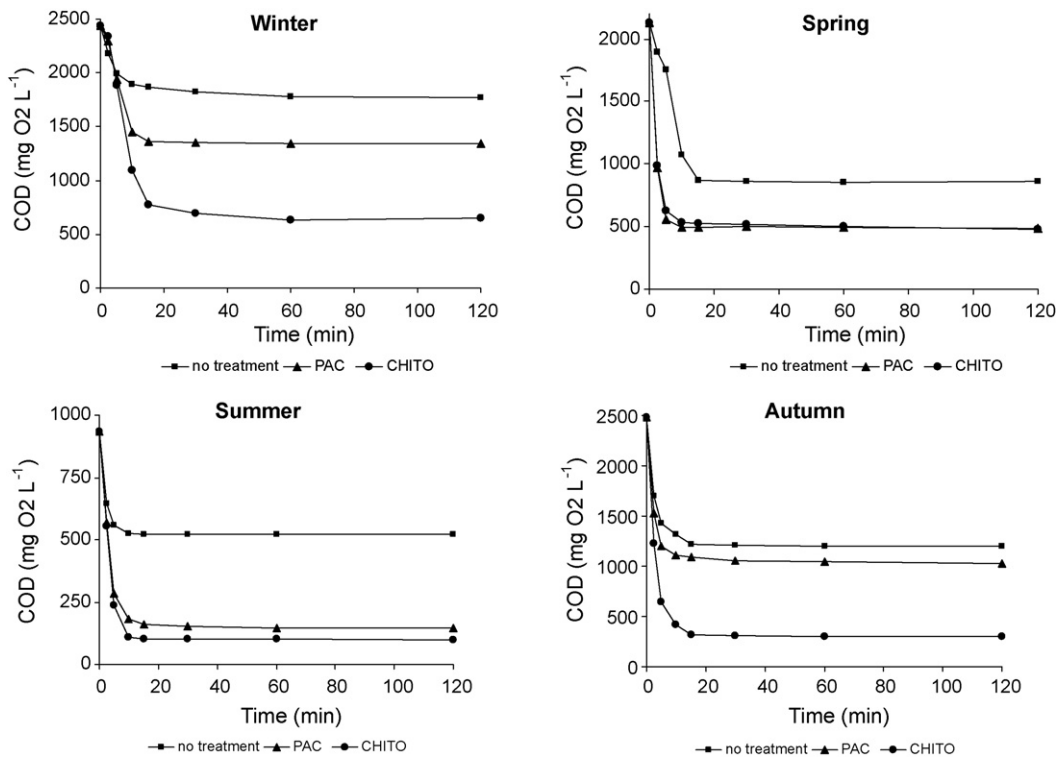 Winter
2500
2000
1500
1000
500
0
COD (mg O2 L-1)
0 20 40 60 80 100 120
Time (min)
no treatment PAC CHITO
Spring
2000
1500
1000
500
0
COD (mg O2 L-1)
0 20 40 60 80 100 120
Time (min)
no treatment PAC CHITO
Summer
1000
750
500
250
0
COD (mg O2 L-1)
0 20 40 60 80 100 120
Time (min)
no treatment PAC CHITO
Autumn
2500
2000
1500
1000
500
0
COD (mg O2 L-1)
0 20 40 60 80 100 120
Time (min)
no treatment PAC CHITO